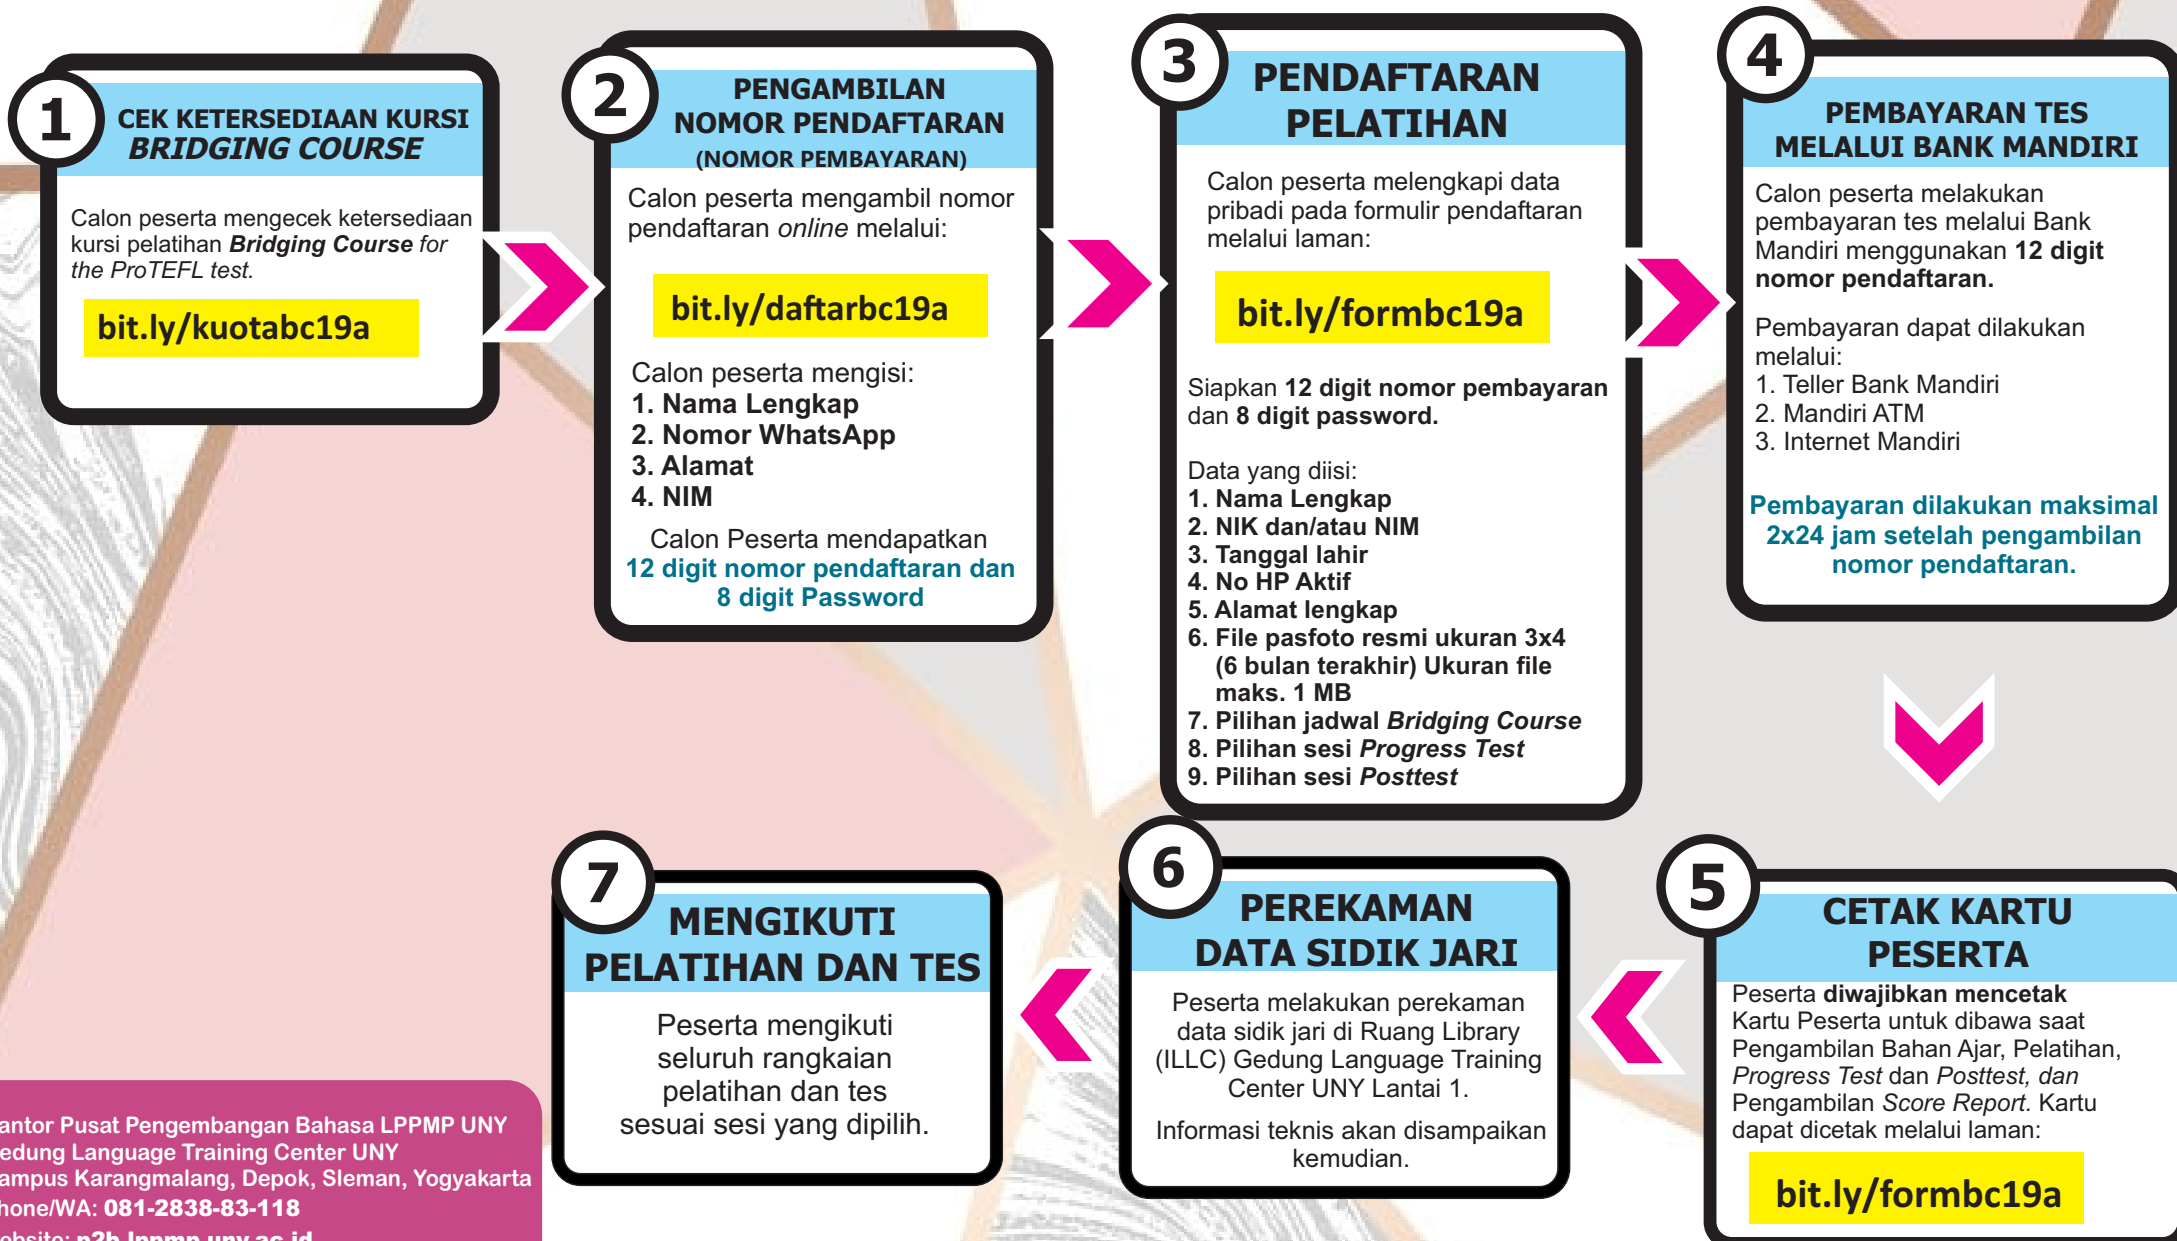 1
CEK KETERSEDIAAN KURSI
BRIDGING COURSE
Calon peserta mengecek ketersediaan
kursi pelatihan Bridging Course for
the ProTEFL test.
bit.ly/kuotabc19a
2
PENGAMBILAN
NOMOR PENDAFTARAN
(NOMOR PEMBAYARAN)
Calon peserta mengambil nomor
pendaftaran online melalui:
bit.ly/daftarbc19a
Calon peserta mengisi:
1. Nama Lengkap
2. Nomor WhatsApp
3. Alamat
4. NIM
Calon Peserta mendapatkan
12 digit nomor pendaftaran dan
8 digit Password
3
PENDAFTARAN
PELATIHAN
Calon peserta melengkapi data
pribadi pada formulir pendaftaran
melalui laman:
bit.ly/formbc19a
Siapkan 12 digit nomor pembayaran
dan 8 digit password.
Data yang diisi:
1. Nama Lengkap
2. NIK dan/atau NIM
3. Tanggal lahir
4. No HP Aktif
5. Alamat lengkap
6. File pasfoto resmi ukuran 3x4
(6 bulan terakhir) Ukuran file
maks. 1 MB
7. Pilihan jadwal Bridging Course
8. Pilihan sesi Progress Test
9. Pilihan sesi Posttest
4
PEMBAYARAN TES
MELALUI BANK MANDIRI
Calon peserta melakukan
pembayaran tes melalui Bank
Mandiri menggunakan 12 digit
nomor pendaftaran.
Pembayaran dapat dilakukan
melalui:
1. Teller Bank Mandiri
2. Mandiri ATM
3. Internet Mandiri
Pembayaran dilakukan maksimal
2x24 jam setelah pengambilan
nomor pendaftaran.
5
CETAK KARTU
PESERTA
Peserta diwajibkan mencetak
Kartu Peserta untuk dibawa saat
Pengambilan Bahan Ajar, Pelatihan,
Progress Test dan Posttest, dan
Pengambilan Score Report. Kartu
dapat dicetak melalui laman:
bit.ly/formbc19a
6
PEREKAMAN
DATA SIDIK JARI
Peserta melakukan perekaman
data sidik jari di Ruang Library
(ILLC) Gedung Language Training
Center UNY Lantai 1.
Informasi teknis akan disampaikan
kemudian.
7
MENGIKUTI
PELATIHAN DAN TES
Peserta mengikuti
seluruh rangkaian
pelatihan dan tes
sesuai sesi yang dipilih.
antor Pusat Pengembangan Bahasa LPPMP UNY
edung Language Training Center UNY
ampus Karangmalang, Depok, Sleman, Yogyakarta
hone/WA: 081-2838-83-118
ebsite: p2b.lppmp.uny.ac.id